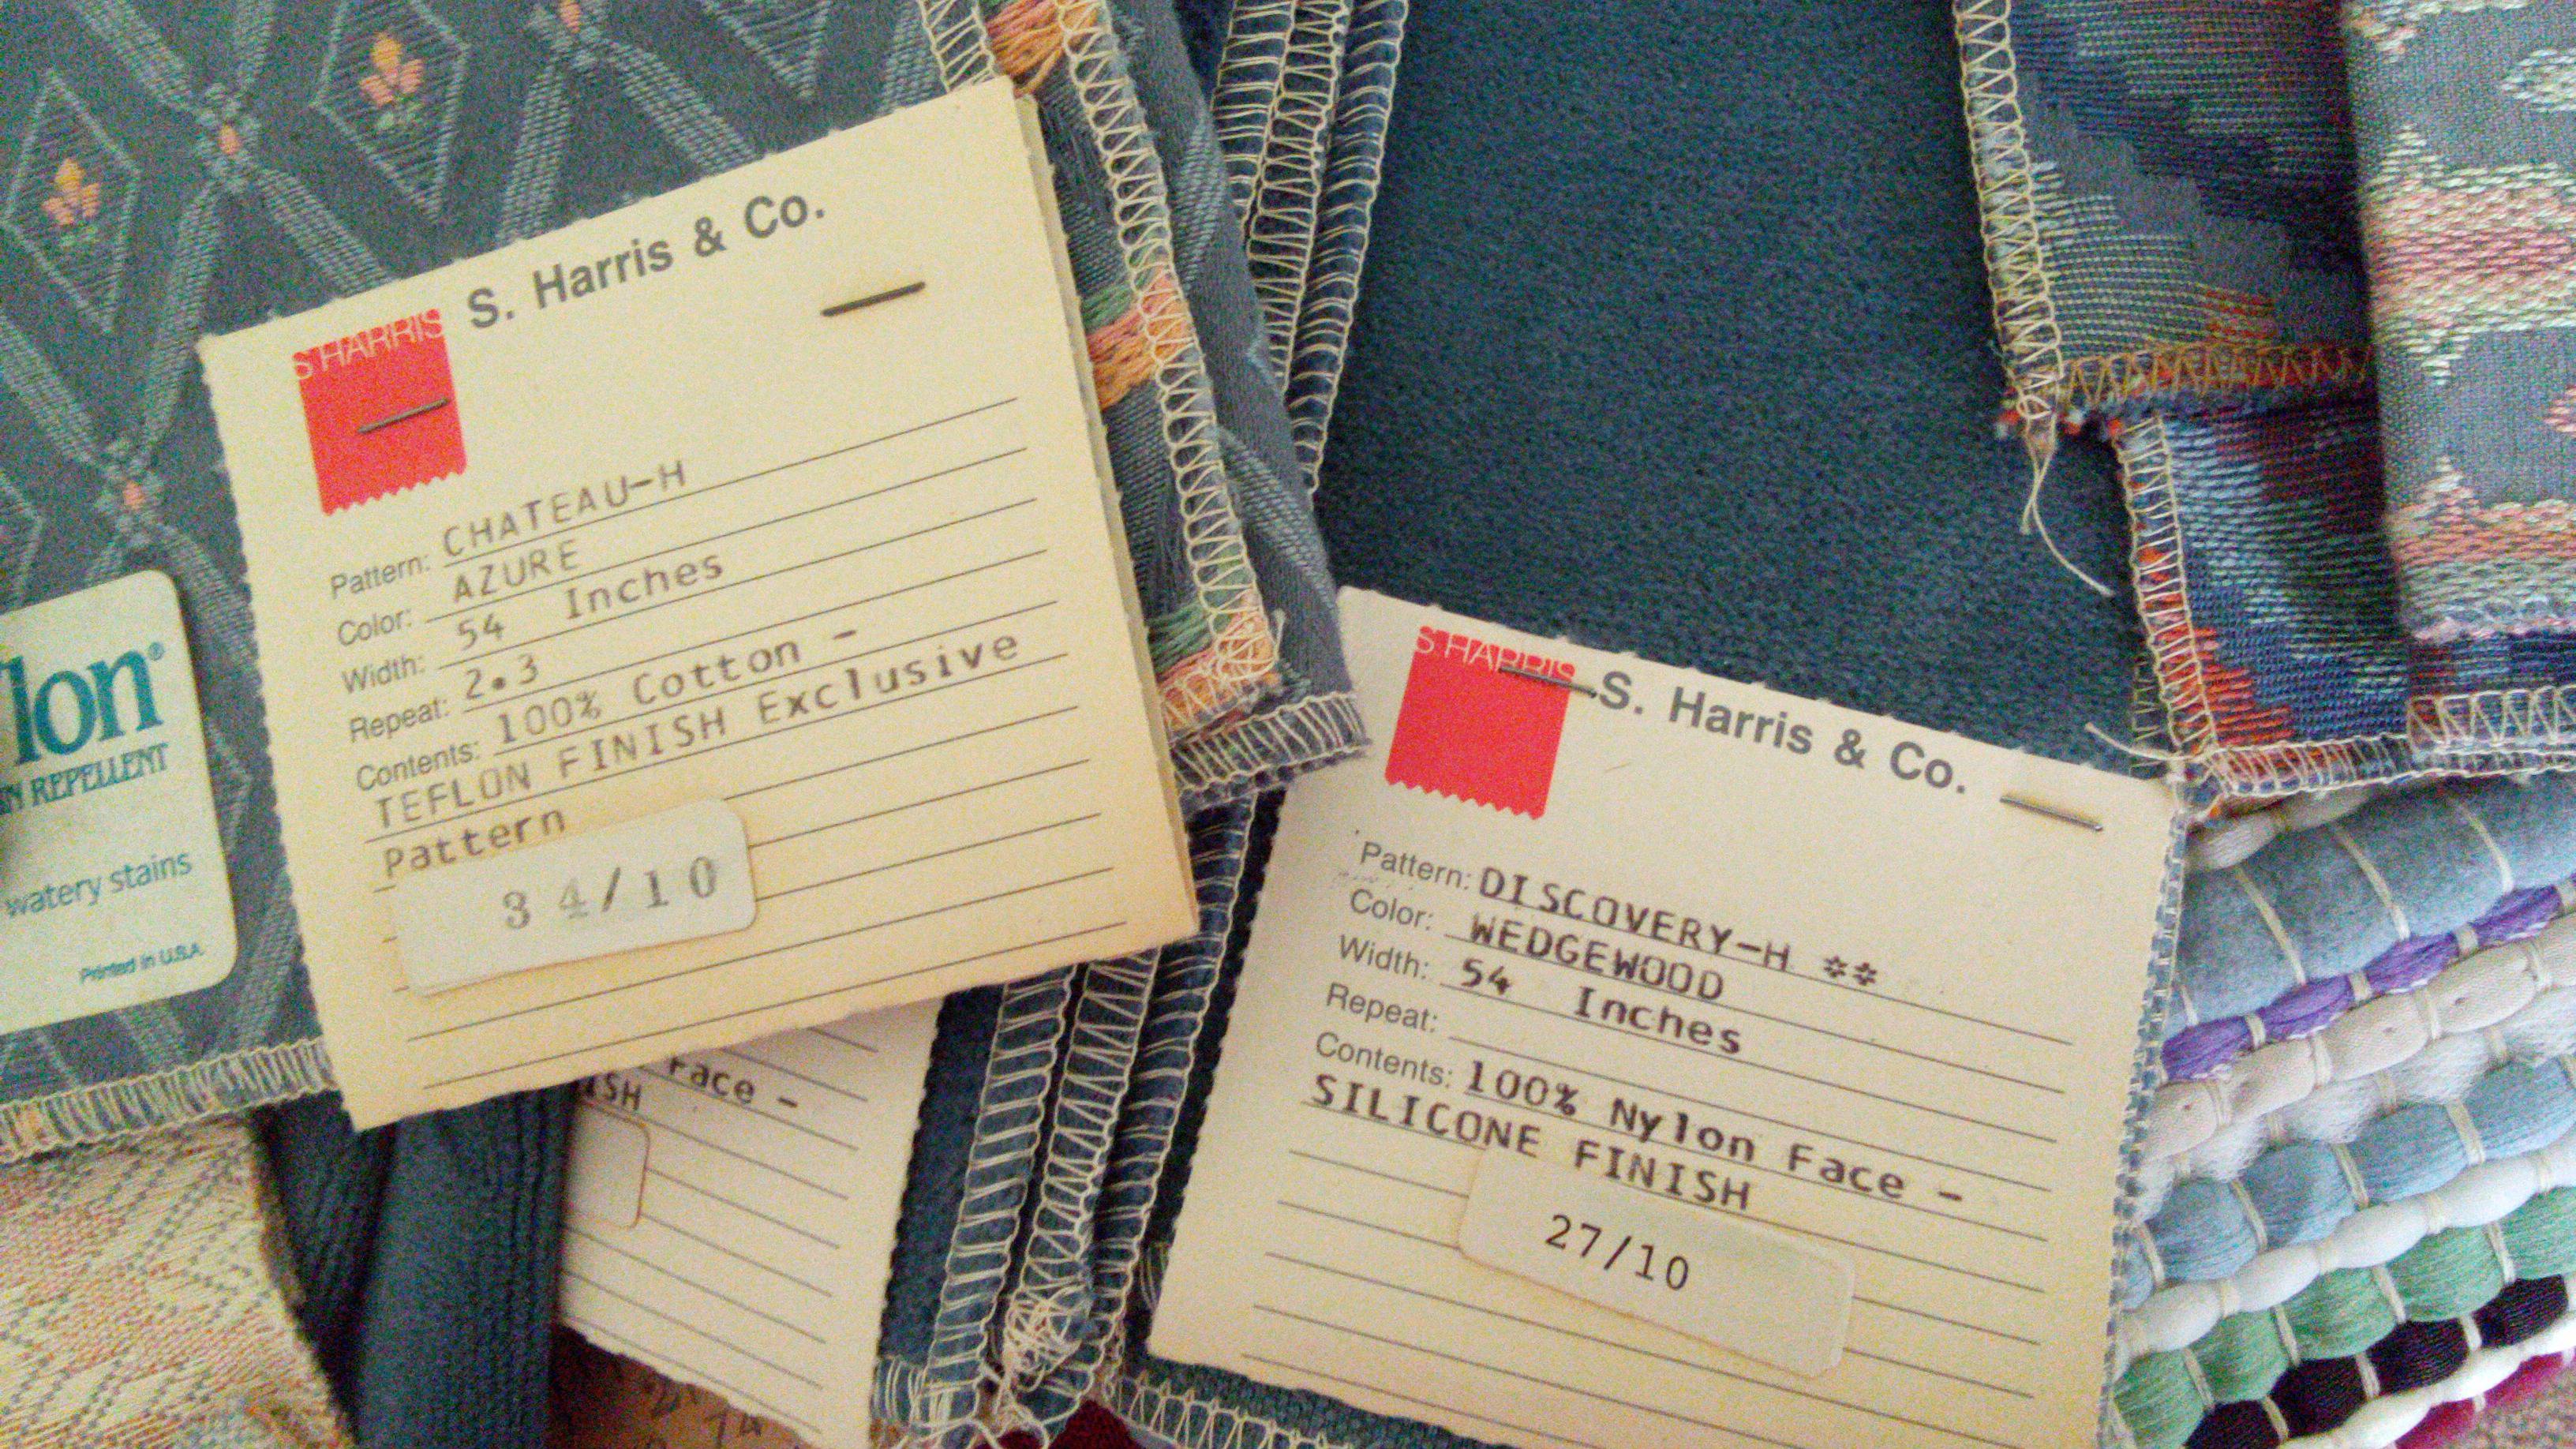 S. Harris & Co.
S HARRIS
Pattern: CHATEAU-H
Color: AZURE
Width: 54 Inches
Repeat: 2.3
Contents: 100% Cotton -
TEFLON FINISH Exclusive
Pattern
34/10
lon®
REPELLENT
watery stains
Printed in U.S.A.
Face -
ISH
S HARRIS
S. Harris & Co.
Pattern: DISCOVERY-H **
Color: WEDGEWOOD
Width: 54 Inches
Repeat:
Contents: 100% Nylon Face -
SILICONE FINISH
27/10